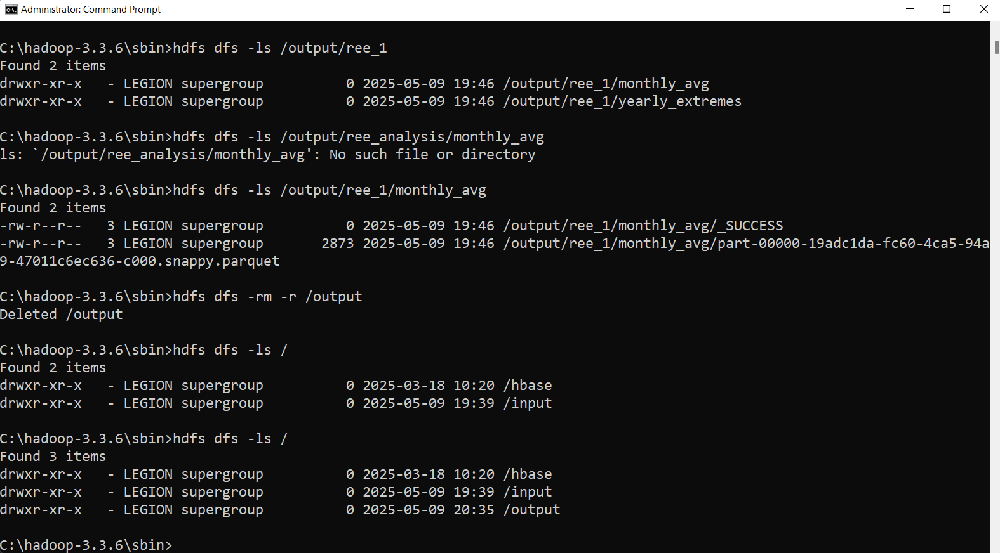 Administrator: Command Prompt
C:\hadoop-3.3.6\sbin>hdfs dfs -ls /output/ree_1
Found 2 items
drwxr-xr-x   - LEGION supergroup          0 2025-05-09 19:46 /output/ree_1/monthly_avg
drwxr-xr-x   - LEGION supergroup          0 2025-05-09 19:46 /output/ree_1/yearly_extremes
C:\hadoop-3.3.6\sbin>hdfs dfs -ls /output/ree_analysis/monthly_avg
ls: `/output/ree_analysis/monthly_avg': No such file or directory
C:\hadoop-3.3.6\sbin>hdfs dfs -ls /output/ree_1/monthly_avg
Found 2 items
-rw-r--r--   3 LEGION supergroup          0 2025-05-09 19:46 /output/ree_1/monthly_avg/_SUCCESS
-rw-r--r--   3 LEGION supergroup       2873 2025-05-09 19:46 /output/ree_1/monthly_avg/part-00000-19adc1da-fc60-4ca5-94a
9-47011c6ec636-c000.snappy.parquet
C:\hadoop-3.3.6\sbin>hdfs dfs -rm -r /output
Deleted /output
C:\hadoop-3.3.6\sbin>hdfs dfs -ls /
Found 2 items
drwxr-xr-x   - LEGION supergroup          0 2025-03-18 10:20 /hbase
drwxr-xr-x   - LEGION supergroup          0 2025-05-09 19:39 /input
C:\hadoop-3.3.6\sbin>hdfs dfs -ls /
Found 3 items
drwxr-xr-x   - LEGION supergroup          0 2025-03-18 10:20 /hbase
drwxr-xr-x   - LEGION supergroup          0 2025-05-09 19:39 /input
drwxr-xr-x   - LEGION supergroup          0 2025-05-09 20:35 /output
C:\hadoop-3.3.6\sbin>